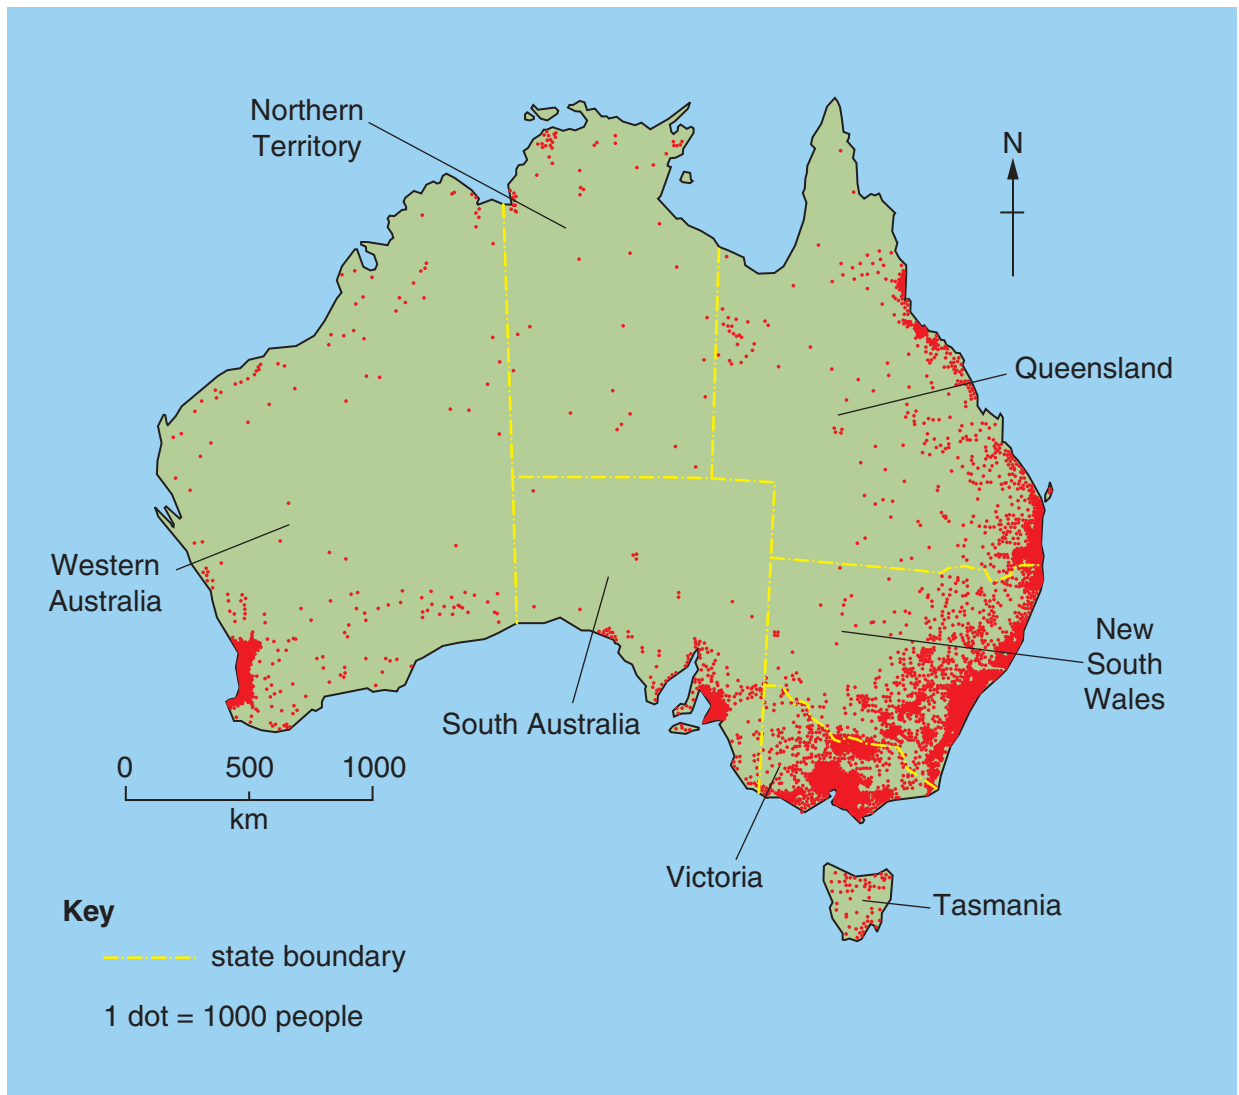 Northern
Territory
N
Queensland
Western
Australia
New
South
Wales
South Australia
0 500 1000
km
Victoria
Tasmania
Key
state boundary
1 dot = 1000 people